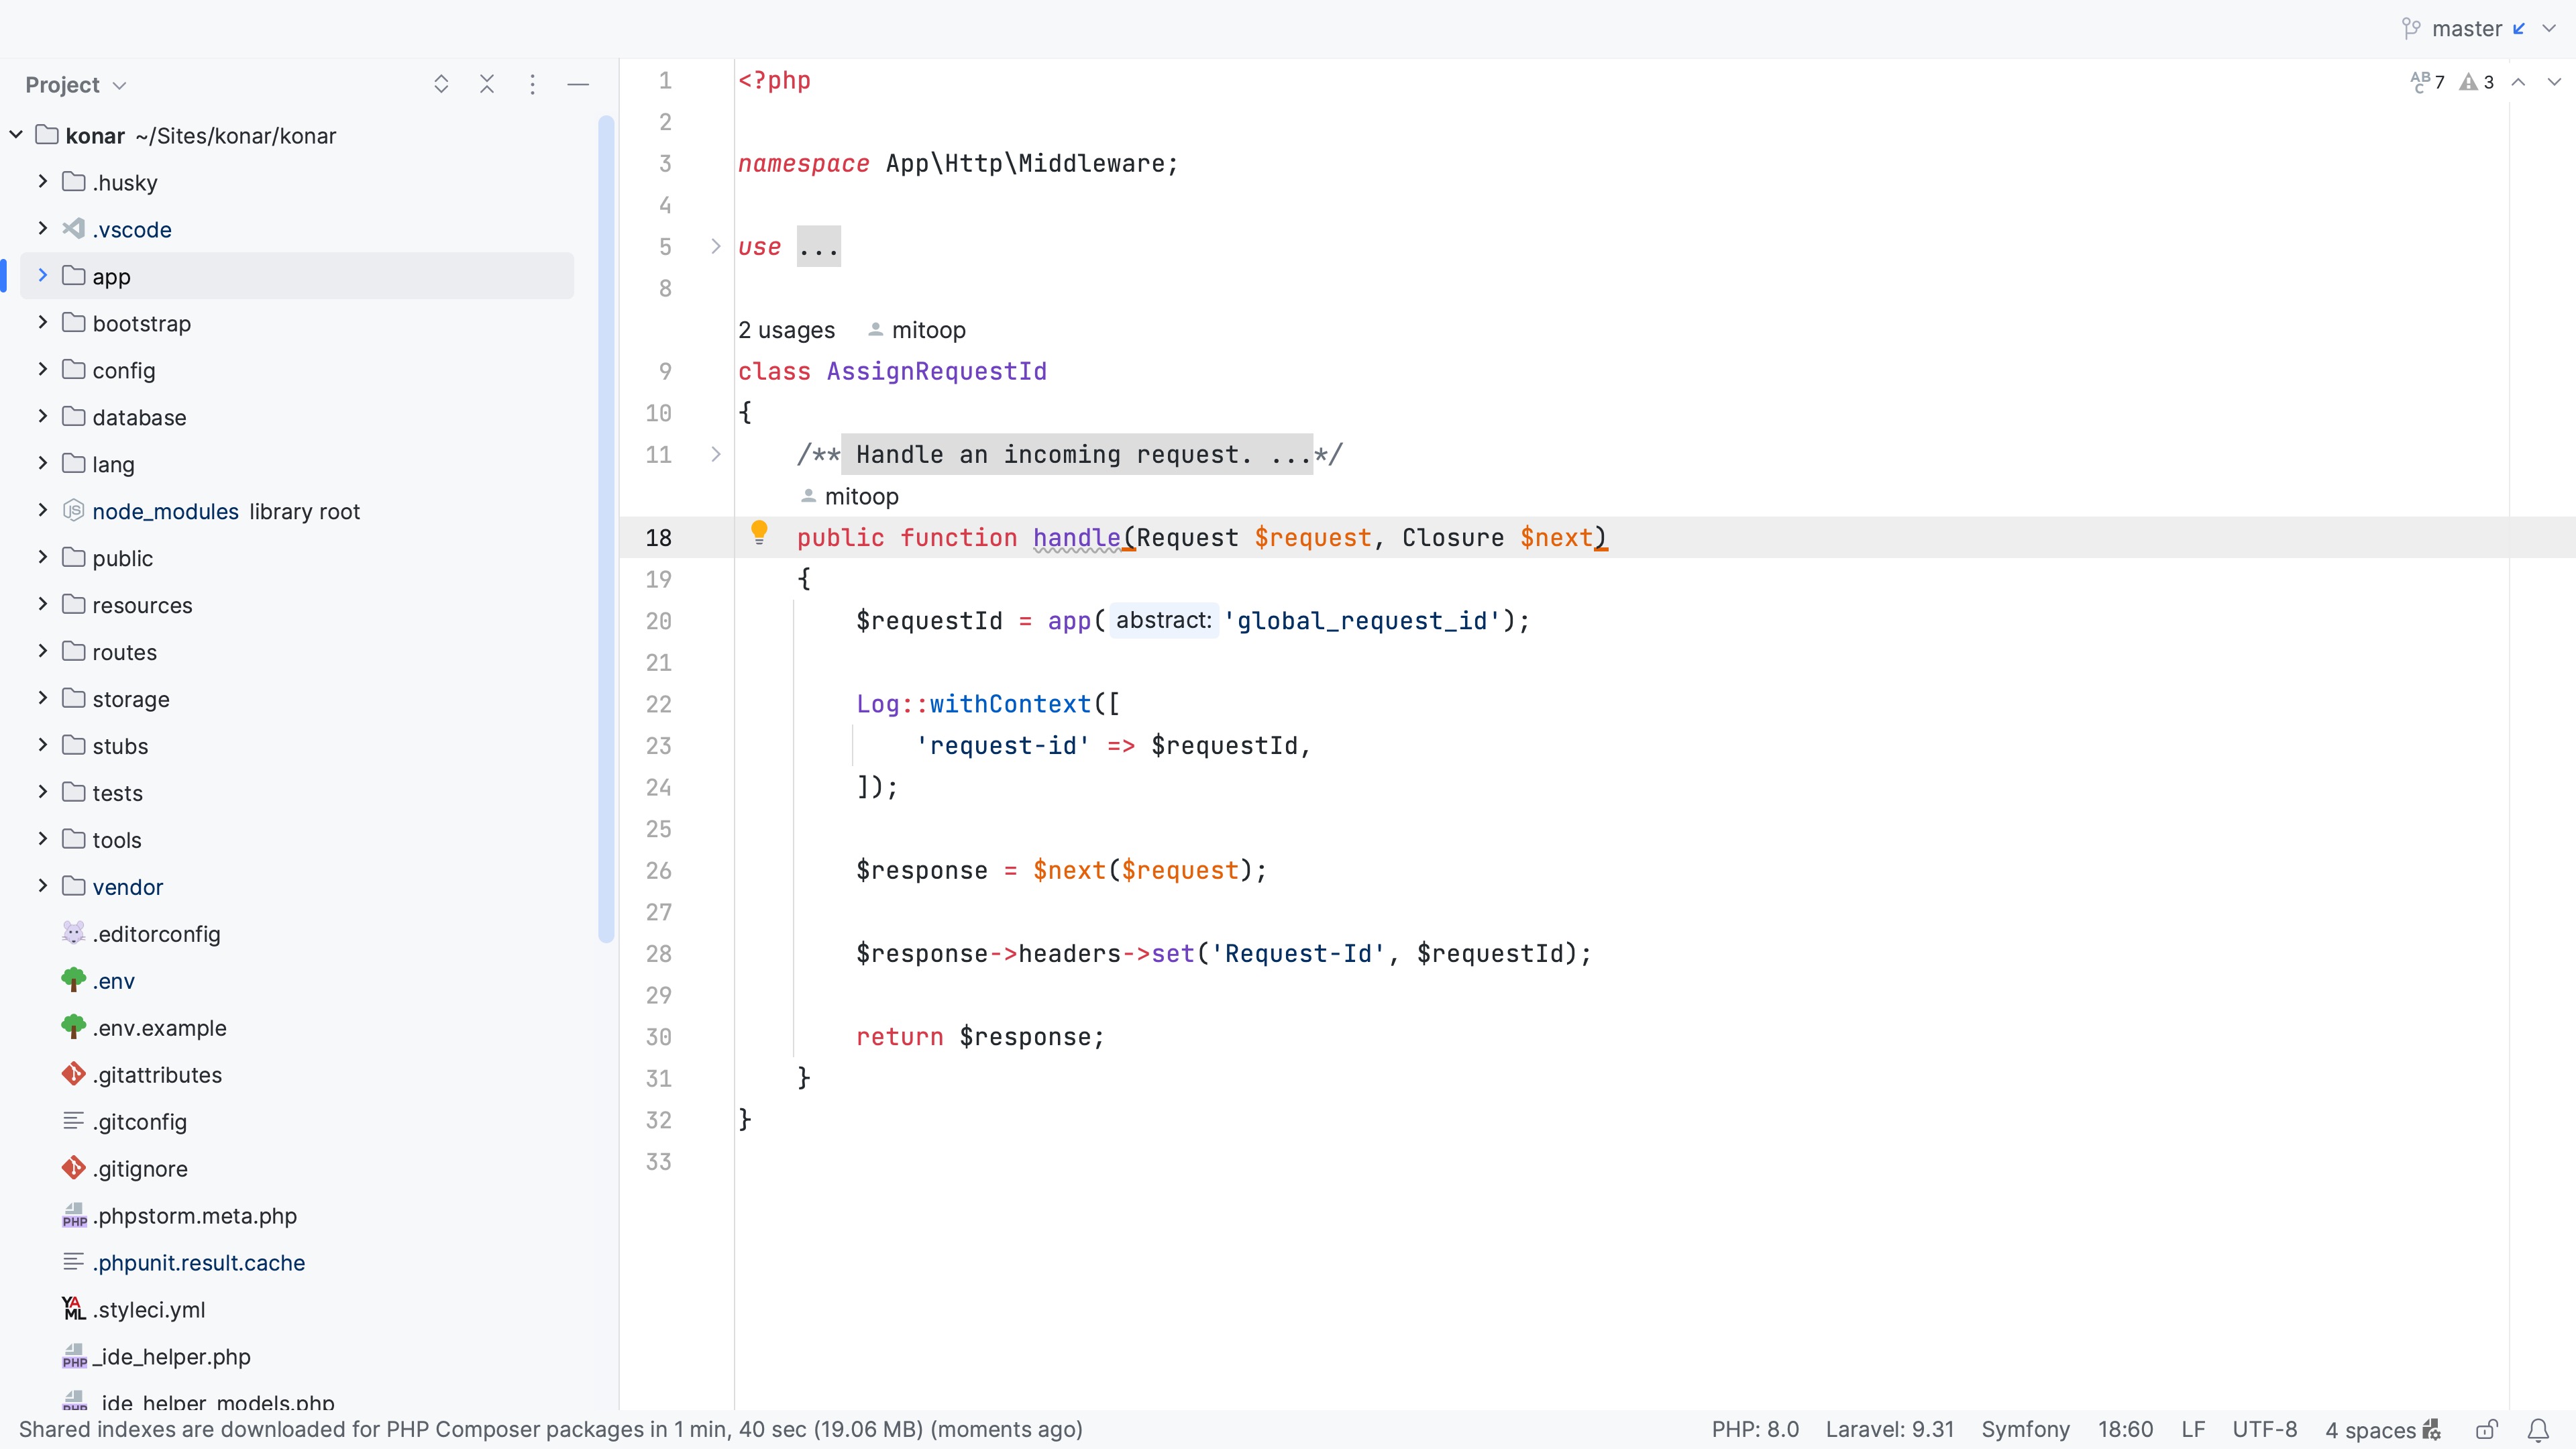 master
Project
konar ~/Sites/konar/konar
.husky
.vscode
app
bootstrap
config
database
lang
node_modules library root
public
resources
routes
storage
stubs
tests
tools
vendor
.editorconfig
.env
.env.example
.gitattributes
.gitconfig
.gitignore
PHP .phpstorm.meta.php
.phpunit.result.cache
YAML .styleci.yml
PHP _ide_helper.php
PHP _ide_helper_models.php
ABC 7 3
1 <?php
2
3 namespace App\Http\Middleware;
4
5 use ...
8
2 usages mitoop
9 class AssignRequestId
10 {
11 /** Handle an incoming request. ...*/
mitoop
18 public function handle(Request $request, Closure $next)
19 {
20 $requestId = app( abstract: 'global_request_id');
21
22 Log::withContext([
23 'request-id' => $requestId,
24 ]);
25
26 $response = $next($request);
27
28 $response->headers->set('Request-Id', $requestId);
29
30 return $response;
31 }
32 }
33
Shared indexes are downloaded for PHP Composer packages in 1 min, 40 sec (19.06 MB) (moments ago) PHP: 8.0 Laravel: 9.31 Symfony 18:60 LF UTF-8 4 spaces